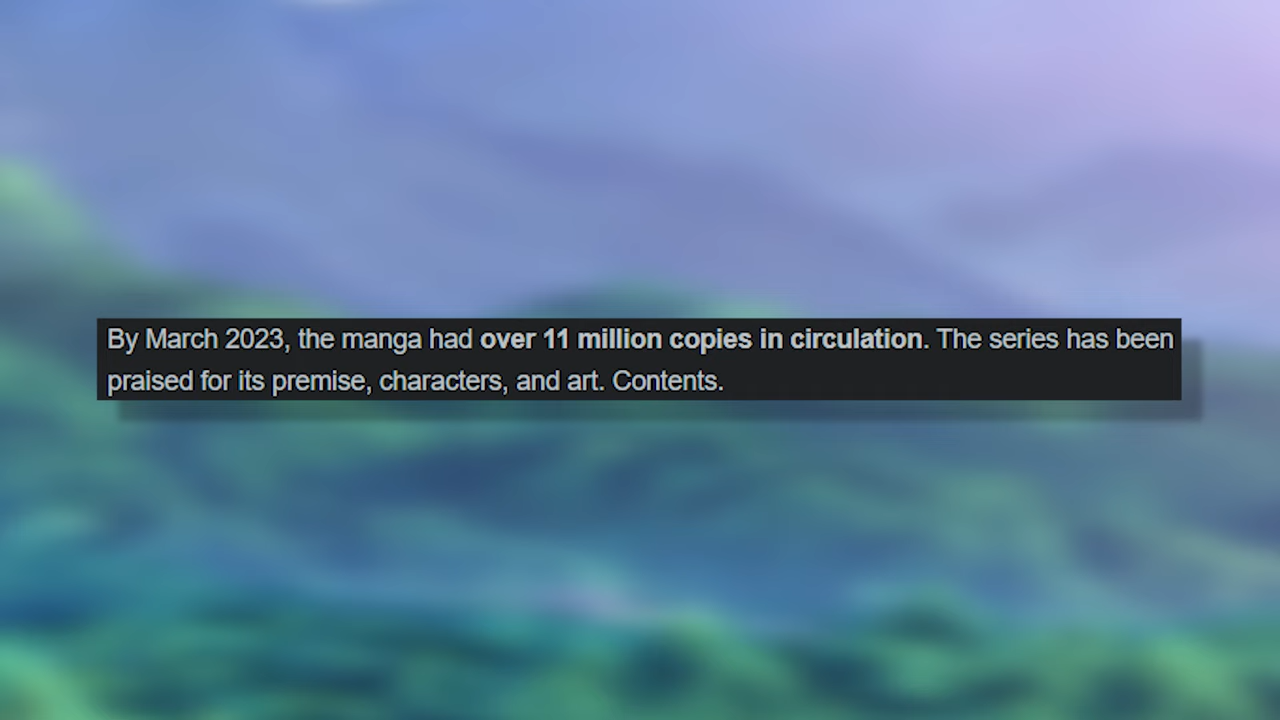 By March 2023, the manga had over 11 million copies in circulation. The series has been
praised for its premise, characters, and art. Contents.